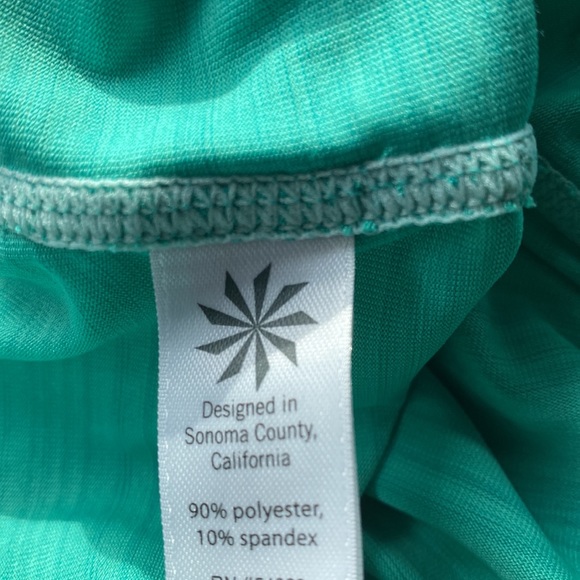 Designed in
Sonoma County,
California
90% polyester,
10% spandex